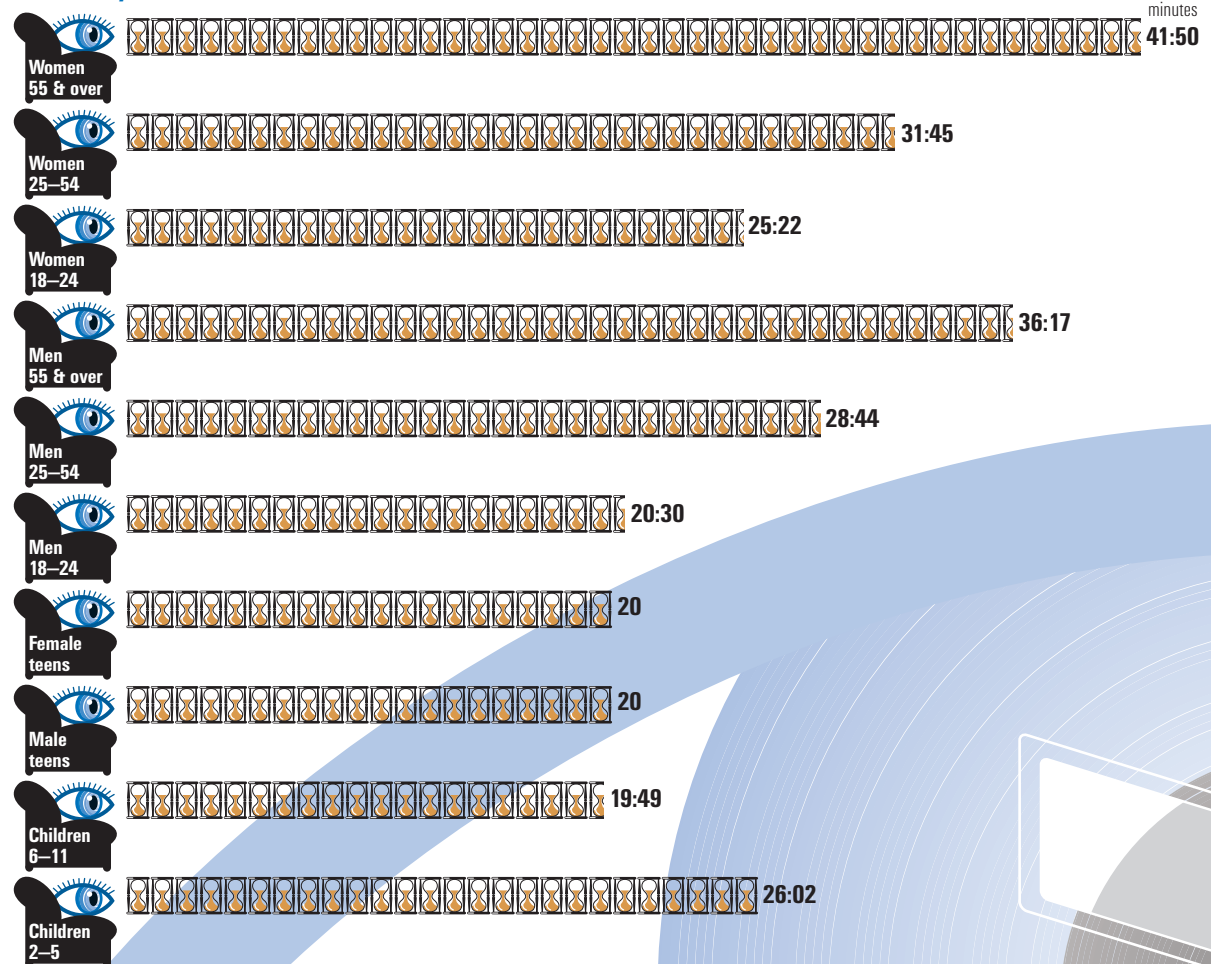 minutes
41:50
Women
55 & over
31:45
Women
25–54
25:22
Women
18–24
36:17
Men
55 & over
28:44
Men
25–54
20:30
Men
18–24
20
Female
teens
20
Male
teens
19:49
Children
6–11
26:02
Children
2–5